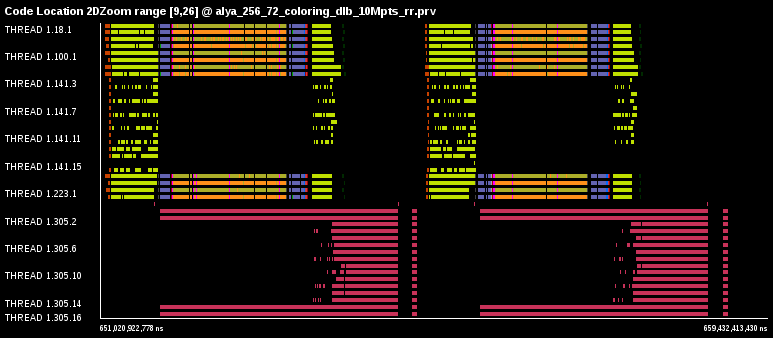 Code Location 2DZoom range [9,26] @ alya_256_72_coloring_dlb_10Mpts_rr.prv
THREAD 1.18.1
THREAD 1.100.1
THREAD 1.141.3
THREAD 1.141.7
THREAD 1.141.11
THREAD 1.141.15
THREAD 1.223.1
THREAD 1.305.2
THREAD 1.305.6
THREAD 1.305.10
THREAD 1.305.14
THREAD 1.305.16
651,020,922,778 ns
659,432,413,430 ns